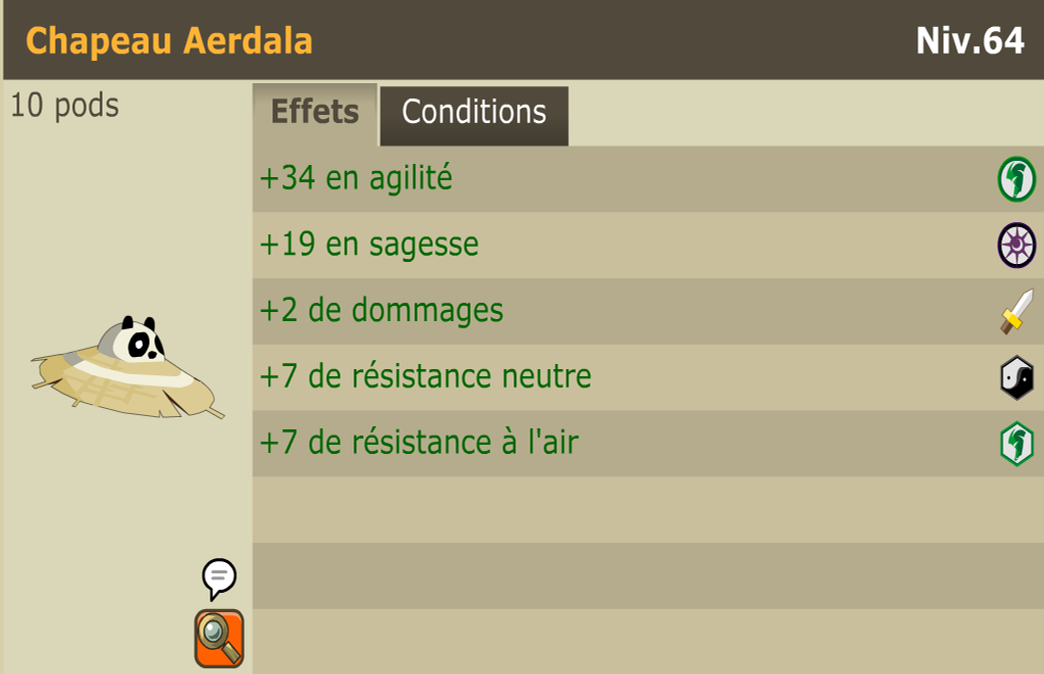 Chapeau Aerdala
Niv.64
10 pods
Effets
Conditions
+34 en agilité
+19 en sagesse
+2 de dommages
+7 de résistance neutre
+7 de résistance à l'air